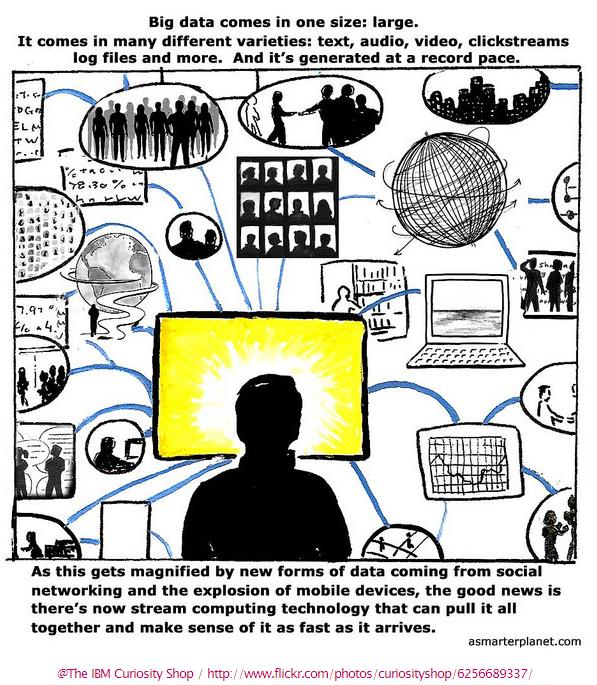 Big data comes in one size: large.
It comes in many different varieties: text, audio, video, clickstreams
log files and more.  And it's generated at a record pace.
78.30 %
As this gets magnified by new forms of data coming from social
networking and the explosion of mobile devices, the good news is
there's now stream computing technology that can pull it all
together and make sense of it as fast as it arrives.
asmarterplanet.com
@The IBM Curiosity Shop / http://www.flickr.com/photos/curiosityshop/6256689337/